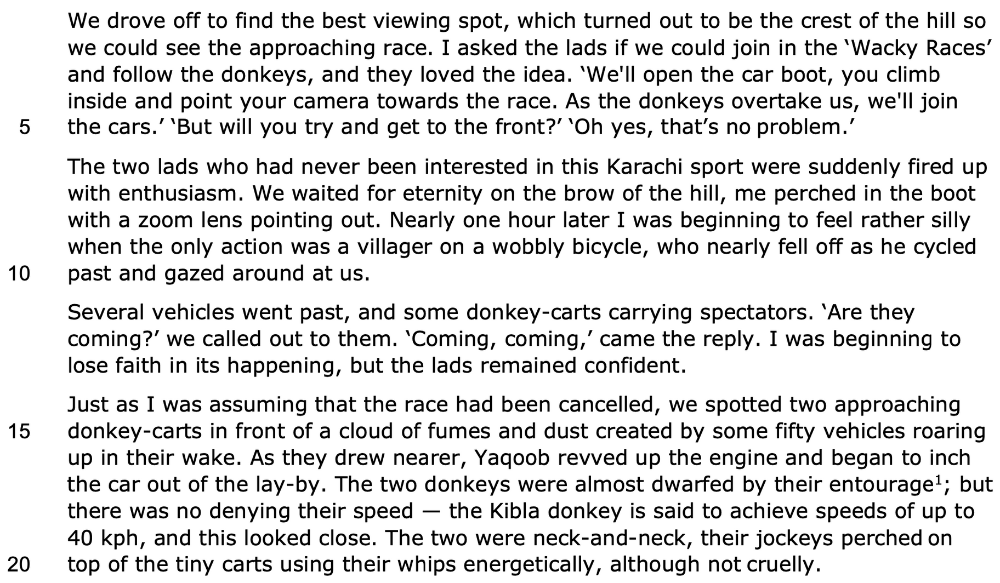 We drove off to find the best viewing spot, which turned out to be the crest of the hill so
we could see the approaching race. I asked the lads if we could join in the ‘Wacky Races’
and follow the donkeys, and they loved the idea. ‘We'll open the car boot, you climb
inside and point your camera towards the race. As the donkeys overtake us, we'll join
5 the cars.’ ‘But will you try and get to the front?’ ‘Oh yes, that’s no problem.’
The two lads who had never been interested in this Karachi sport were suddenly fired up
with enthusiasm. We waited for eternity on the brow of the hill, me perched in the boot
with a zoom lens pointing out. Nearly one hour later I was beginning to feel rather silly
when the only action was a villager on a wobbly bicycle, who nearly fell off as he cycled
10 past and gazed around at us.
Several vehicles went past, and some donkey-carts carrying spectators. ‘Are they
coming?’ we called out to them. ‘Coming, coming,’ came the reply. I was beginning to
lose faith in its happening, but the lads remained confident.
Just as I was assuming that the race had been cancelled, we spotted two approaching
15 donkey-carts in front of a cloud of fumes and dust created by some fifty vehicles roaring
up in their wake. As they drew nearer, Yaqoob revved up the engine and began to inch
the car out of the lay-by. The two donkeys were almost dwarfed by their entourage¹; but
there was no denying their speed — the Kibla donkey is said to achieve speeds of up to
40 kph, and this looked close. The two were neck-and-neck, their jockeys perched on
20 top of the tiny carts using their whips energetically, although not cruelly.